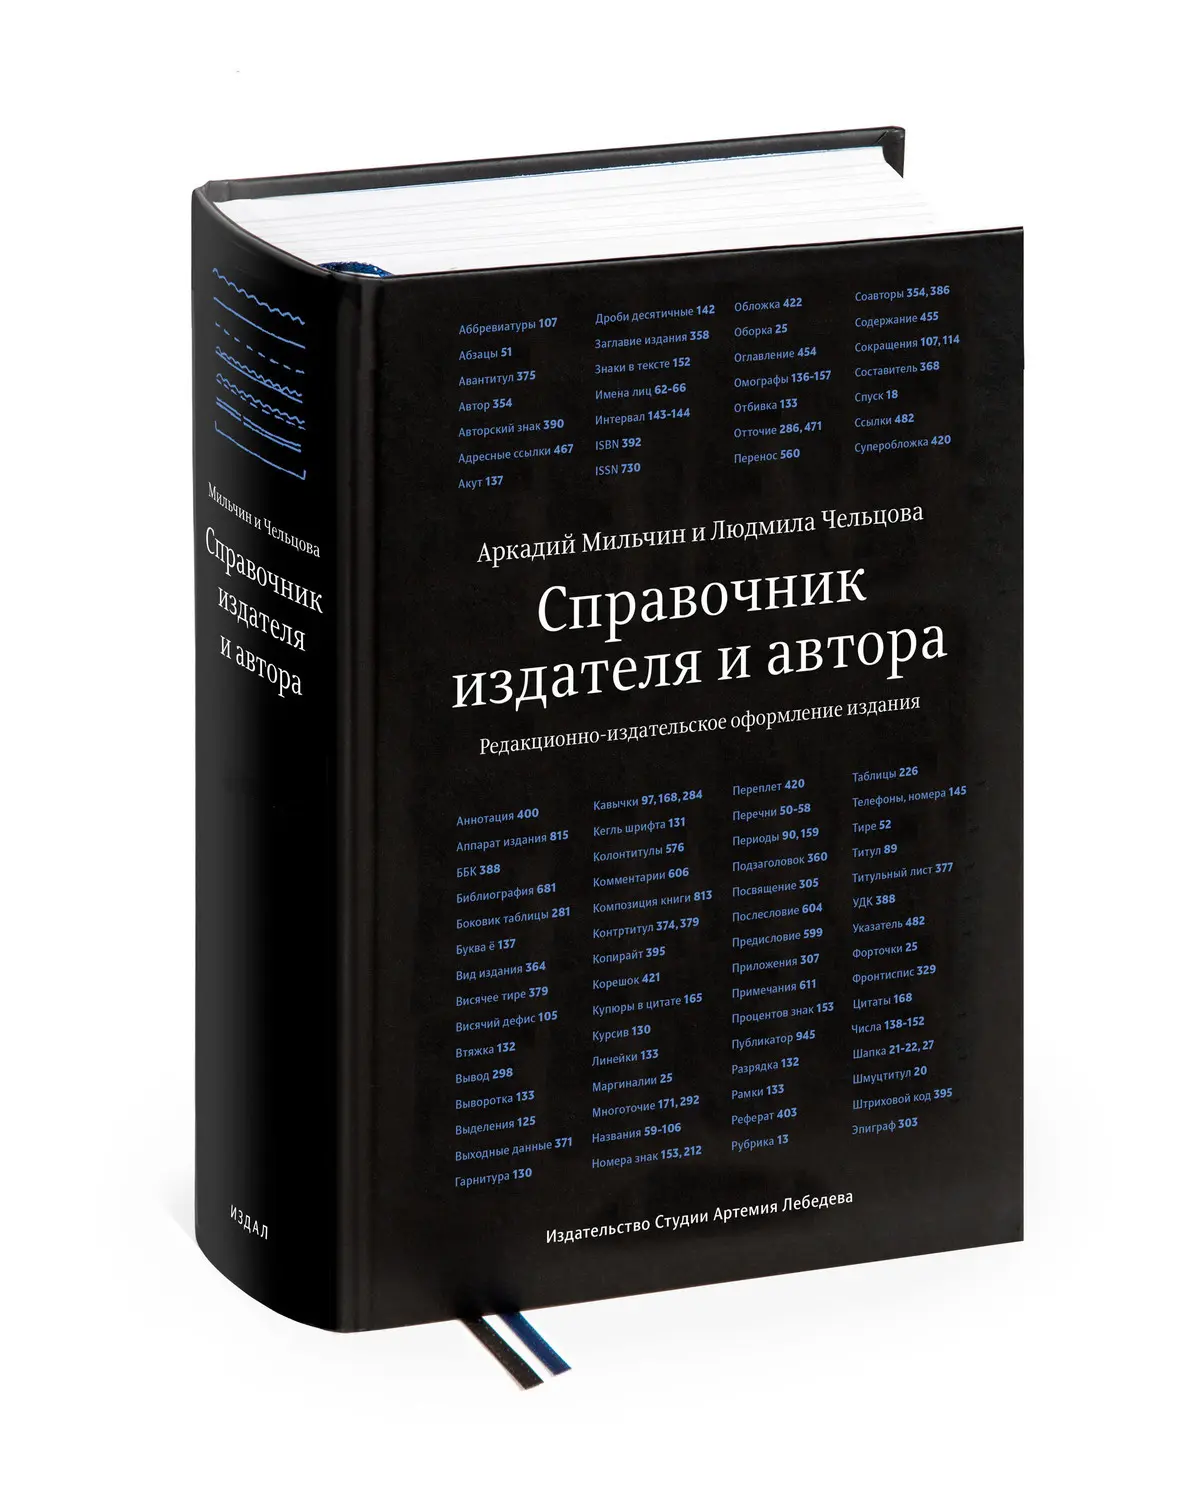 Мильчин и Чельцова
Справочник
издателя
и автора
ИЗДАЛ
Аббревиатуры 107
Абзацы 51
Авантитул 375
Автор 354
Авторский знак 390
Адресные ссылки 467
Акут 137
Дроби десятичные 142
Заглавие издания 358
Знаки в тексте 152
Имена лиц 62-66
Интервал 143-144
ISBN 392
ISSN 730
Обложка 422
Оборка 25
Оглавление 454
Омографы 136-157
Отбивка 133
Отточие 286, 471
Перенос 560
Соавторы 354, 386
Содержание 455
Сокращения 107, 114
Составитель 368
Спуск 18
Ссылки 482
Суперобложка 420
Аркадий Мильчин и Людмила Чельцова
Справочник
издателя и автора
Редакционно-издательское оформление издания
Аннотация 400
Аппарат издания 815
ББК 388
Библиография 681
Боковик таблицы 281
Буква ё 137
Вид издания 364
Висячее тире 379
Висячий дефис 105
Втяжка 132
Вывод 298
Выворотка 133
Выделения 125
Выходные данные 371
Гарнитура 130
Кавычки 97, 168, 284
Кегль шрифта 131
Колонтитулы 576
Комментарии 606
Композиция книги 813
Контртитул 374, 379
Копирайт 395
Корешок 421
Купюры в цитате 165
Курсив 130
Линейки 133
Маргиналии 25
Многоточие 171, 292
Названия 59-106
Номера знак 153, 212
Переплет 420
Перечни 50-58
Периоды 90, 159
Подзаголовок 360
Посвящение 305
Послесловие 604
Предисловие 599
Приложения 307
Примечания 611
Процентов знак 153
Публикатор 945
Разрядка 132
Рамки 133
Реферат 403
Рубрика 13
Таблицы 226
Телефоны, номера 145
Тире 52
Титул 89
Титульный лист 377
УДК 388
Указатель 482
Форточки 25
Фронтиспис 329
Цитаты 168
Числа 138-152
Шапка 21-22, 27
Шмуцтитул 20
Штриховой код 395
Эпиграф 303
Издательство Студии Артемия Лебедева